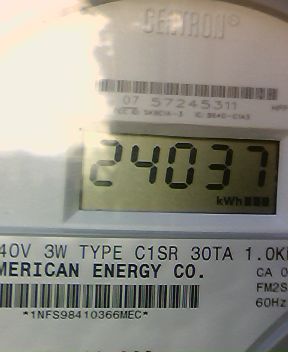 CENTRON®
07 57245311
24037
kWh
40V 3W TYPE C1SR 30TA 1.0K
MERICAN ENERGY CO.
CA 0
FM2S
60Hz
*1NFS98410366MEC*